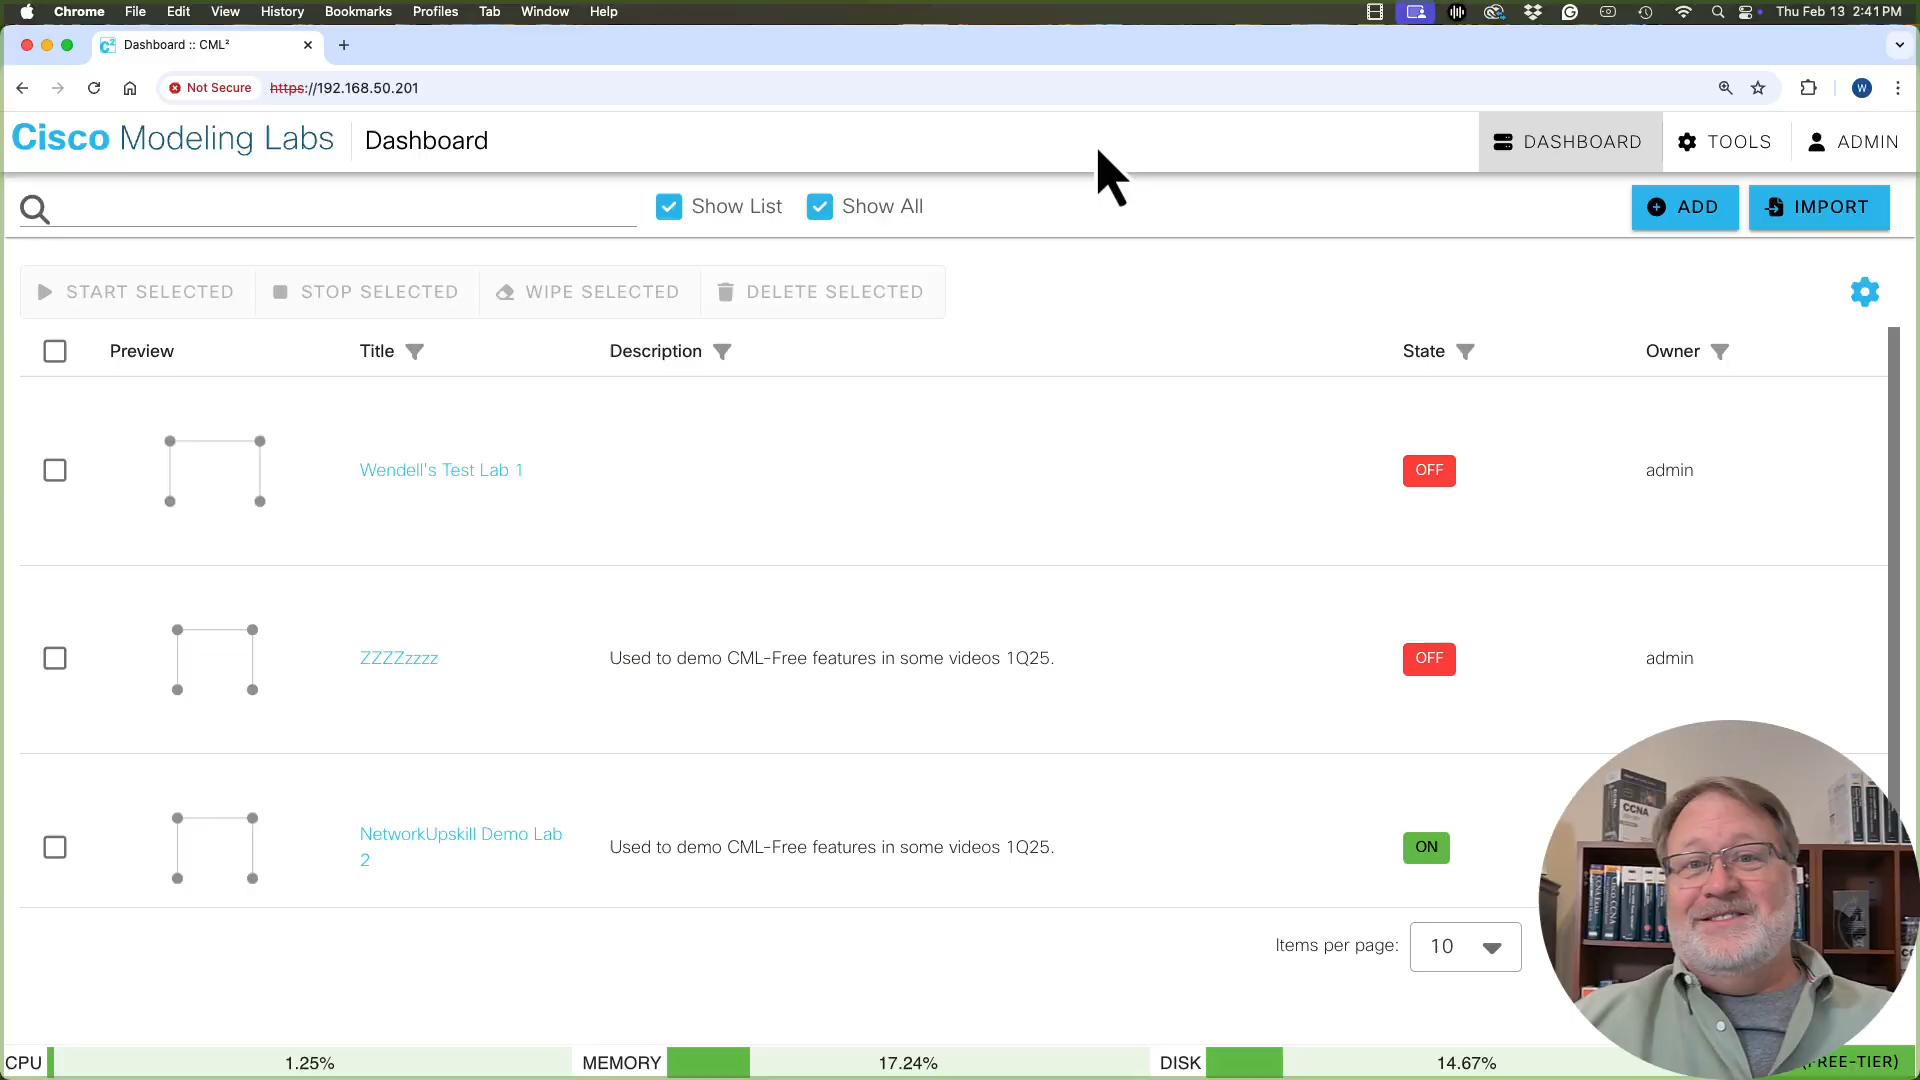 Chrome File Edit View History Bookmarks Profiles Tab Window Help Thu Feb 13 2:41 PM
Dashboard :: CML²
Not Secure https://192.168.50.201 W
Cisco Modeling Labs Dashboard DASHBOARD TOOLS ADMIN
Show List Show All ADD IMPORT
START SELECTED STOP SELECTED WIPE SELECTED DELETE SELECTED
Preview Title Description State Owner
Wendell's Test Lab 1 OFF admin
ZZZZzzzz Used to demo CML-Free features in some videos 1Q25. OFF admin
NetworkUpskill Demo Lab
2
Used to demo CML-Free features in some videos 1Q25. ON
CCNA
Items per page: 10
CPU 1.25% MEMORY 17.24% DISK 14.67% (FREE-TIER)